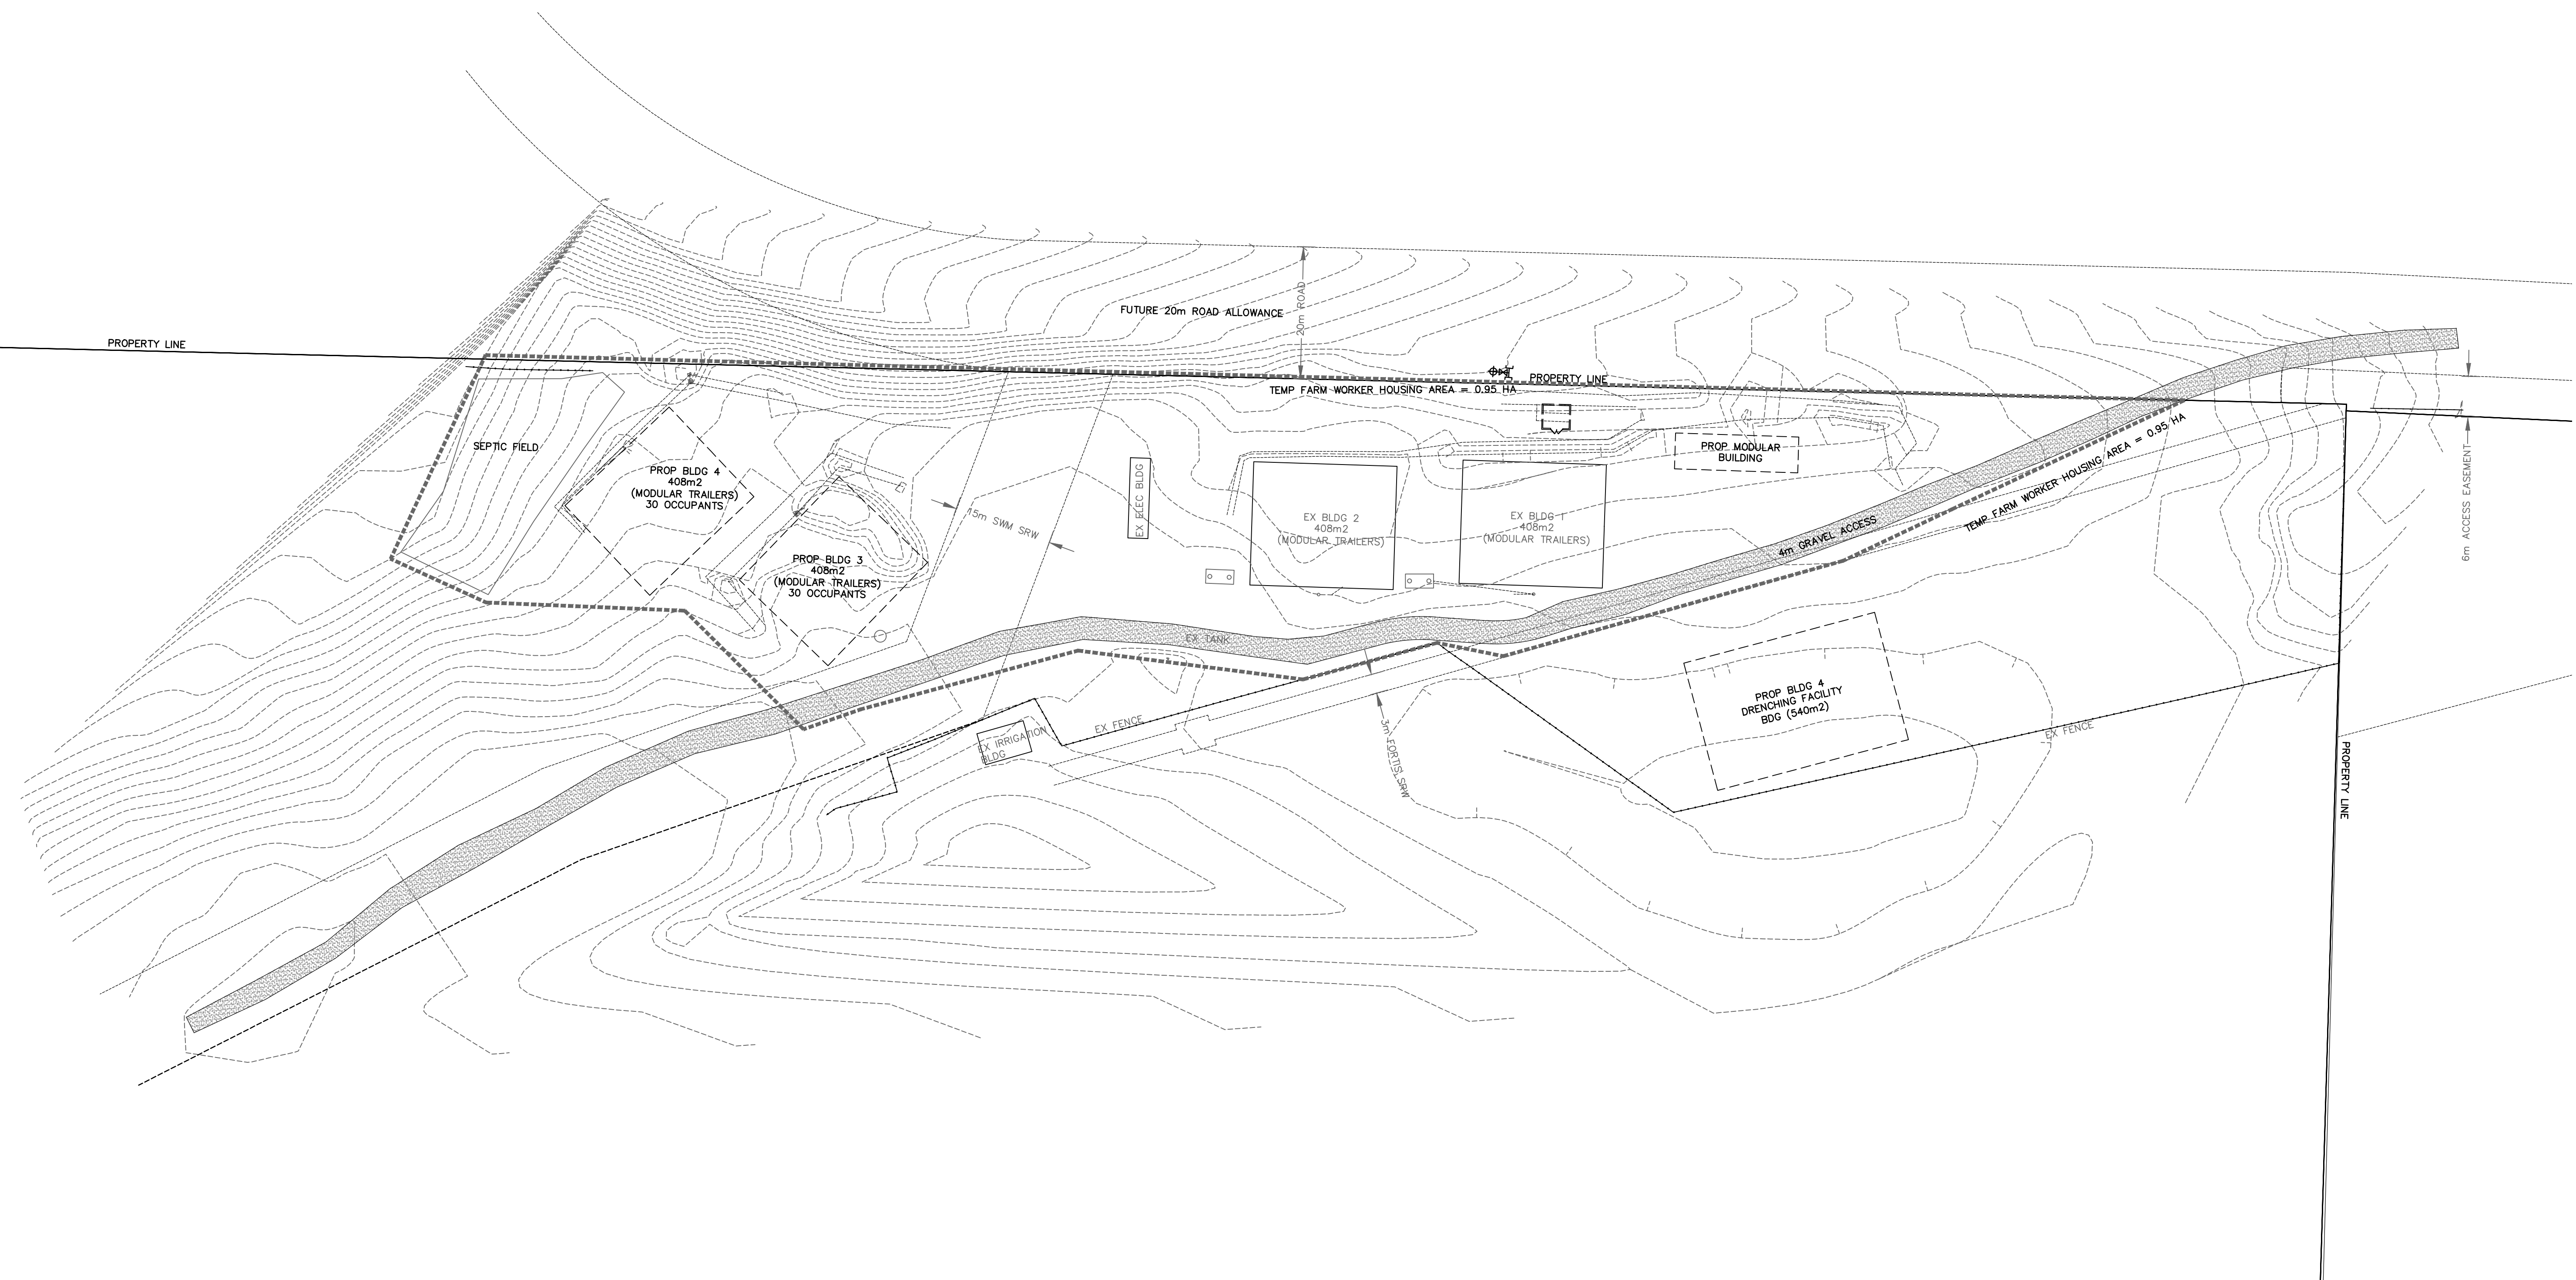 FUTURE 20m ROAD ALLOWANCE
20m ROAD
PROPERTY LINE
PROPERTY LINE
TEMP FARM WORKER HOUSING AREA = 0.95 HA
SEPTIC FIELD
PROP BLDG 4
408m2
(MODULAR TRAILERS)
30 OCCUPANTS
PROP BLDG 3
408m2
(MODULAR TRAILERS)
30 OCCUPANTS
15m SWM SRW
EX ELEC BLDG
EX BLDG 2
408m2
(MODULAR TRAILERS)
EX BLDG 1
408m2
(MODULAR TRAILERS)
PROP MODULAR
BUILDING
4m GRAVEL ACCESS
TEMP FARM WORKER HOUSING AREA = 0.95 HA
6m ACCESS EASEMENT
EX TANK
EX IRRIGATION
BLDG
EX FENCE
3m FORTIS SRW
PROP BLDG 4
DRENCHING FACILITY
BDG (540m2)
EX FENCE
PROPERTY LINE